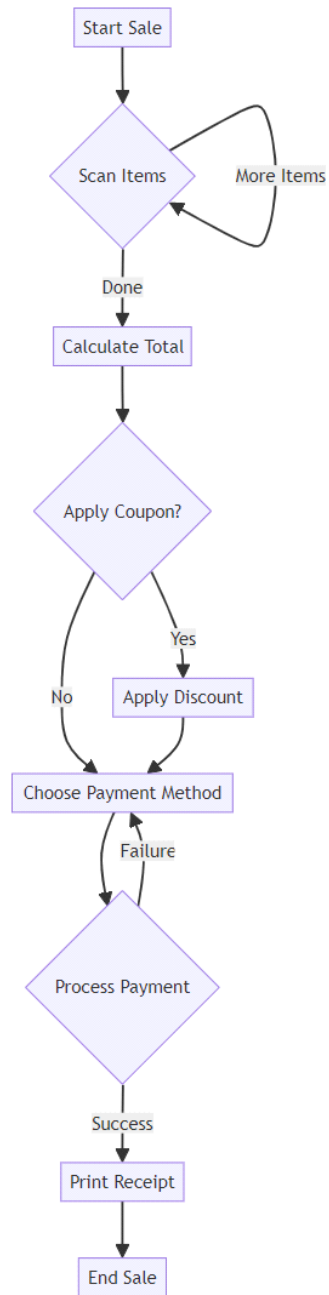 Start Sale
Scan Items
More Items
Done
Calculate Total
Apply Coupon?
Yes
No
Apply Discount
Choose Payment Method
Failure
Process Payment
Success
Print Receipt
End Sale